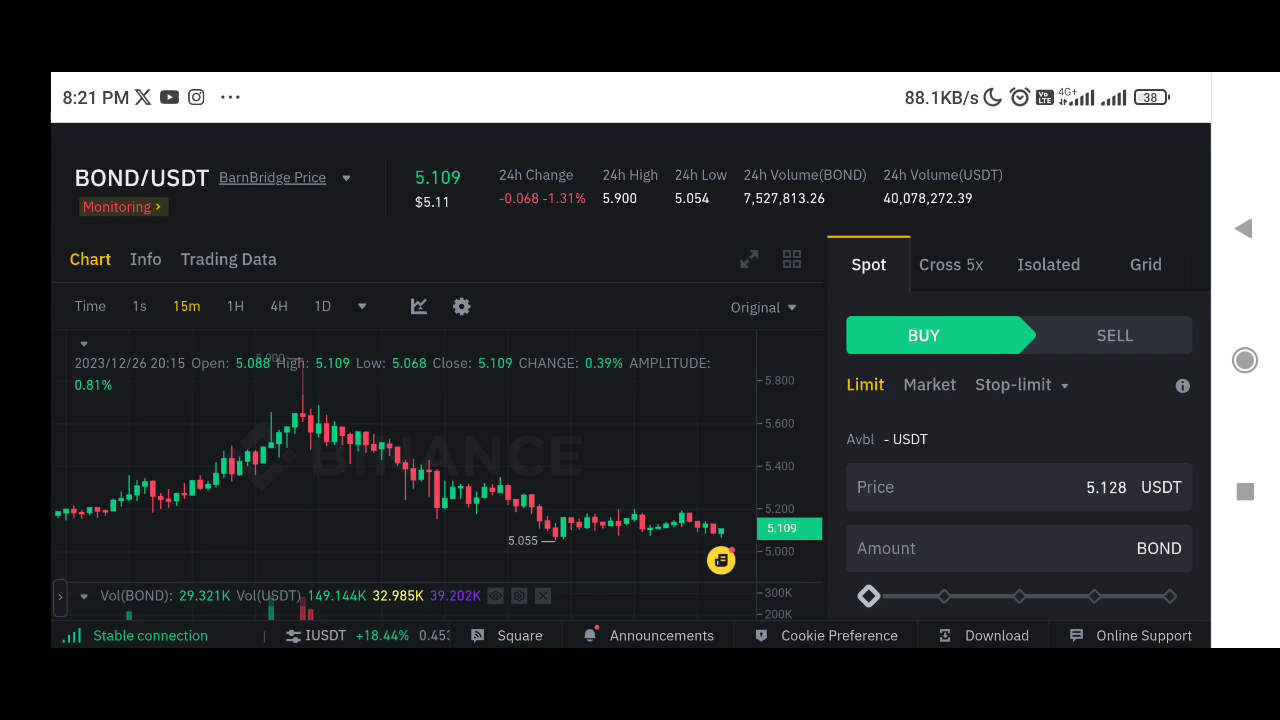 8:21 PM
88.1KB/s Vo LTE 4G+ 38
BOND/USDT BarnBridge Price
Monitoring
5.109
$5.11
24h Change 24h High 24h Low 24h Volume(BOND) 24h Volume(USDT)
-0.068 -1.31% 5.900 5.054 7,527,813.26 40,078,272.39
Chart Info Trading Data
Time 1s 15m 1H 4H 1D
Original
2023/12/26 20:15 Open: 5.088 High: 5.109 Low: 5.068 Close: 5.109 CHANGE: 0.39% AMPLITUDE:
0.81%
5.900
5.800
5.600
5.400
5.200
5.109
5.000
BINANCE
5.055
Vol(BOND): 29.321K Vol(USDT) 149.144K 32.985K 39.202K
300K
200K
Spot Cross 5x Isolated Grid
BUY SELL
Limit Market Stop-limit
Avbl - USDT
Price 5.128 USDT
Amount BOND
Stable connection IUSDT +18.44% Square Announcements Cookie Preference Download Online Support